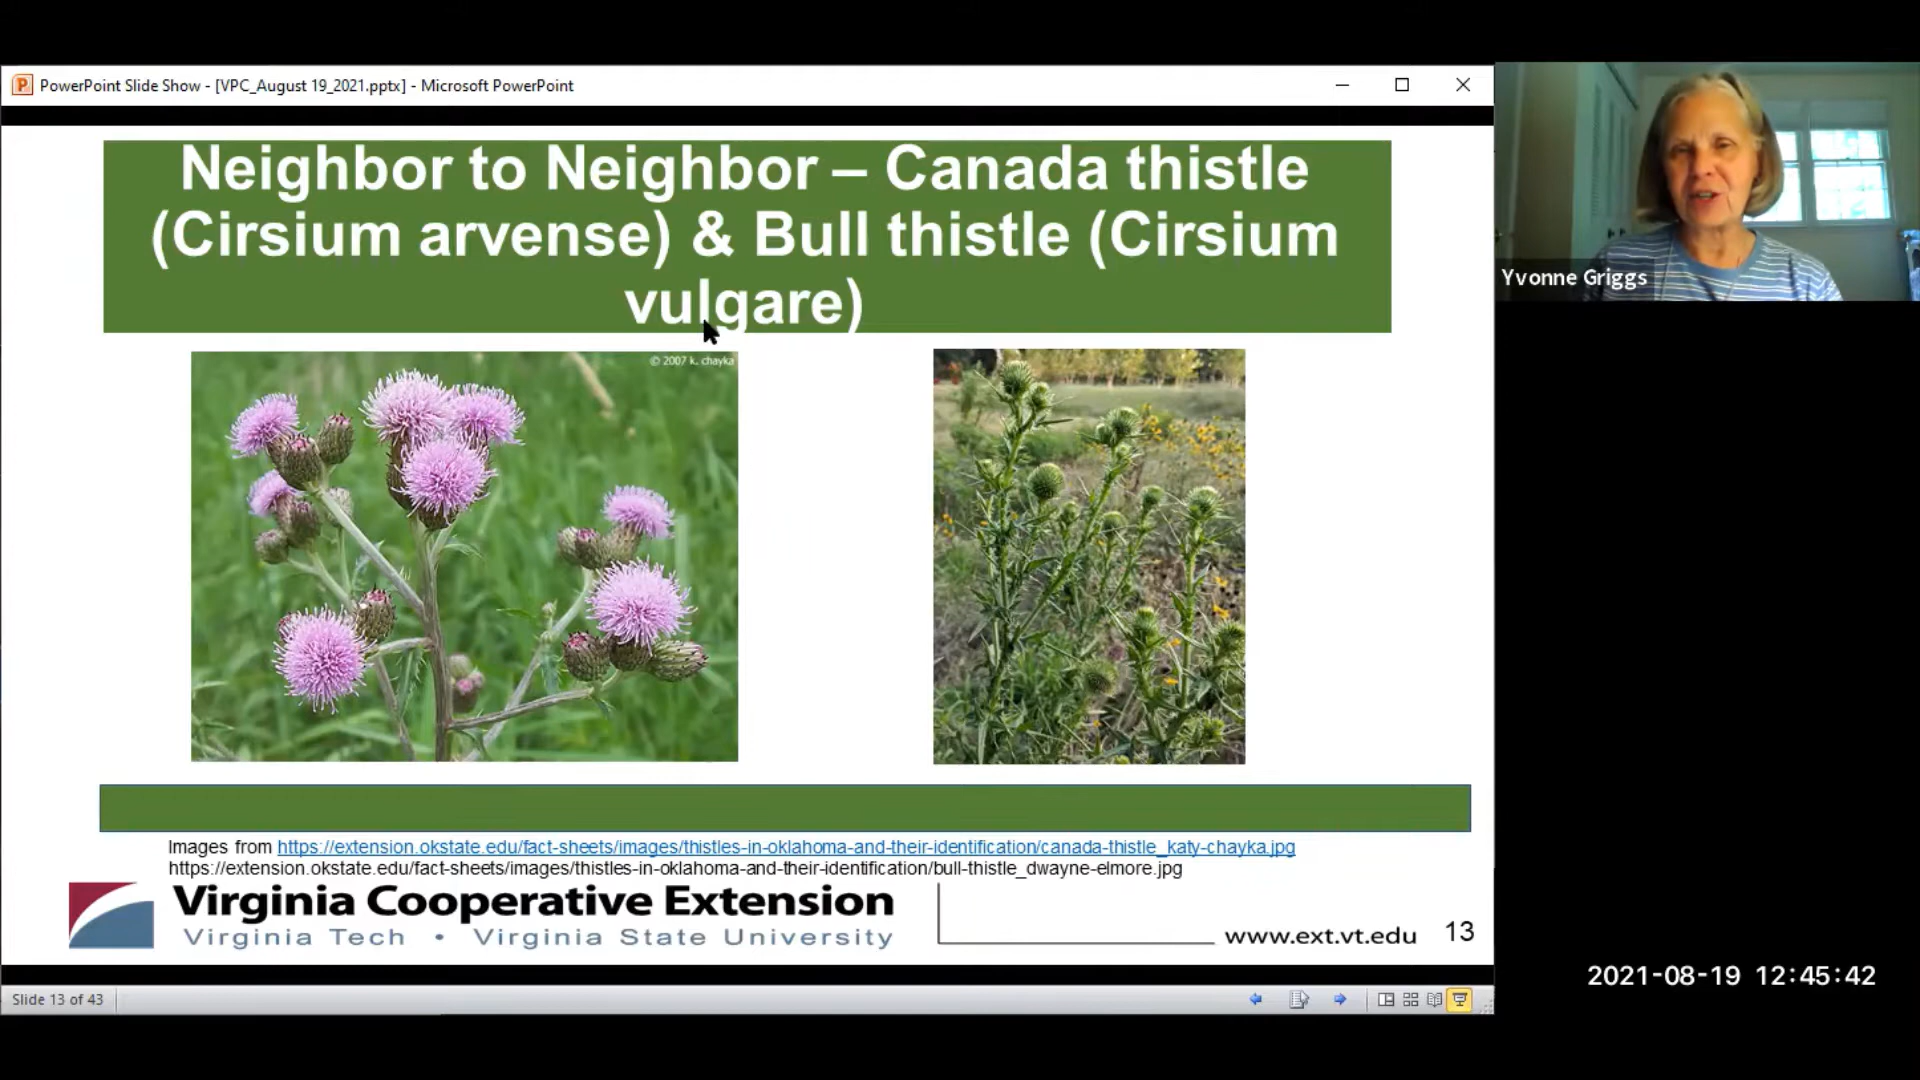 PowerPoint Slide Show - [VPC_August 19_2021.pptx] - Microsoft PowerPoint
Neighbor to Neighbor – Canada thistle
(Cirsium arvense) & Bull thistle (Cirsium
vulgare)
© 2007 k. chayka
Images from https://extension.okstate.edu/fact-sheets/images/thistles-in-oklahoma-and-their-identification/canada-thistle_katy-chayka.jpg
https://extension.okstate.edu/fact-sheets/images/thistles-in-oklahoma-and-their-identification/bull-thistle_dwayne-elmore.jpg
Virginia Cooperative Extension
Virginia Tech • Virginia State University
www.ext.vt.edu
13
Slide 13 of 43
Yvonne Griggs
2021-08-19 12:45:42